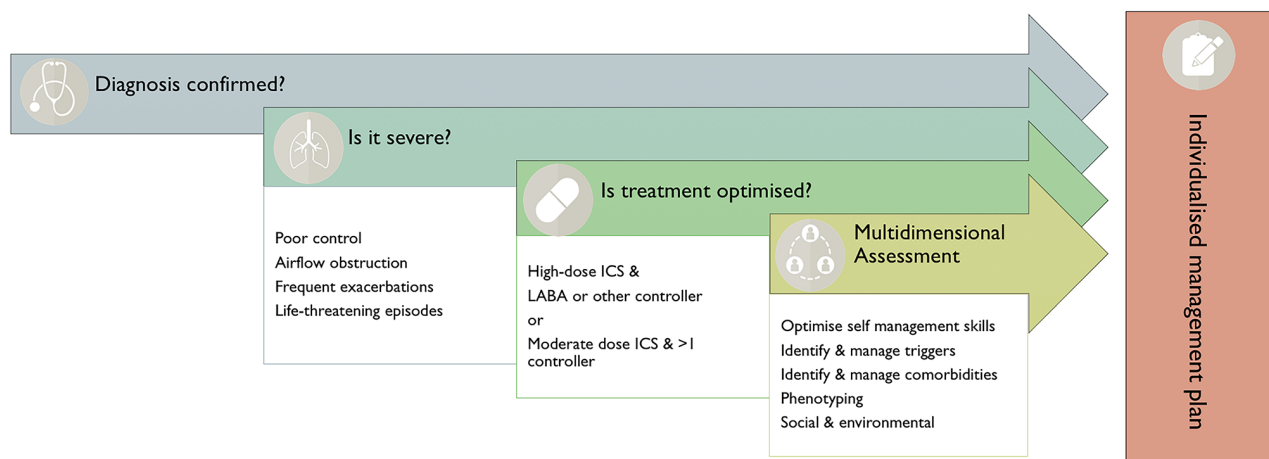 Diagnosis confirmed?
Is it severe?
Poor control
Airflow obstruction
Frequent exacerbations
Life-threatening episodes
Is treatment optimised?
High-dose ICS &
LABA or other controller
or
Moderate dose ICS & >1
controller
Multidimensional
Assessment
Optimise self management skills
Identify & manage triggers
Identify & manage comorbidities
Phenotyping
Social & environmental
Individualised management plan